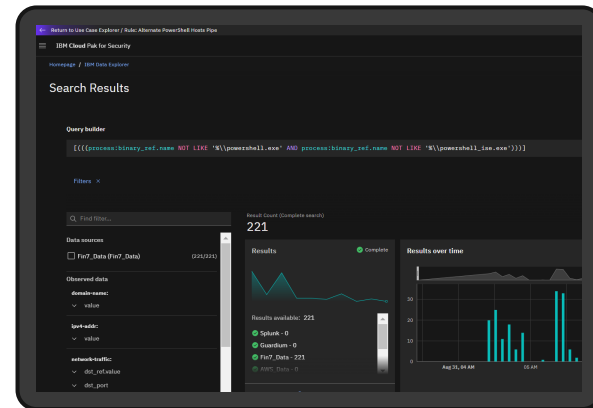 ← Return to Use Case Explorer / Rule: Alternate PowerShell Hosts Pipe
IBM Cloud Pak for Security
Homepage / IBM Data Explorer
Search Results
Query builder
[(((process:binary_ref.name NOT LIKE '%\\powershell.exe' AND process:binary_ref.name NOT LIKE '%\\powershell_ise.exe')))]
Filters ×
Find filter...
Data sources
Fin7_Data (Fin7_Data) (221/221)
Observed data
domain-name:
value
ipv4-addr:
value
network-traffic:
dst_ref.value
dst_port
Result Count (Complete search)
221
Results Complete
Results available: 221
Splunk - 0
Guardium - 0
Fin7_Data - 221
AWS_Data - 0
Results over time
30
20
10
0
Aug 31, 04 AM 05 AM